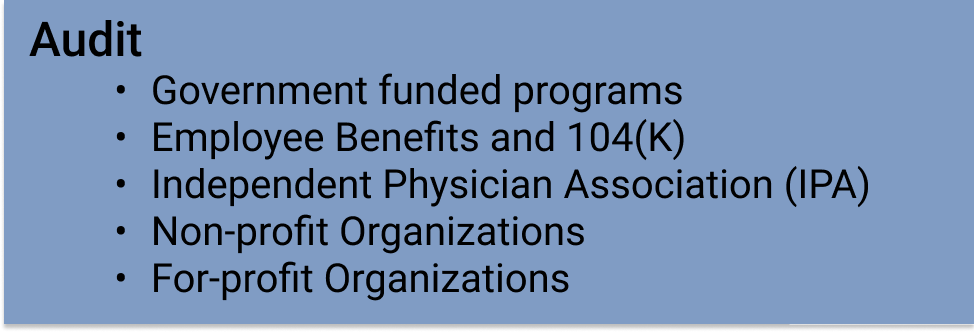 Audit
• Government funded programs
• Employee Benefits and 104(K)
• Independent Physician Association (IPA)
• Non-profit Organizations
• For-profit Organizations